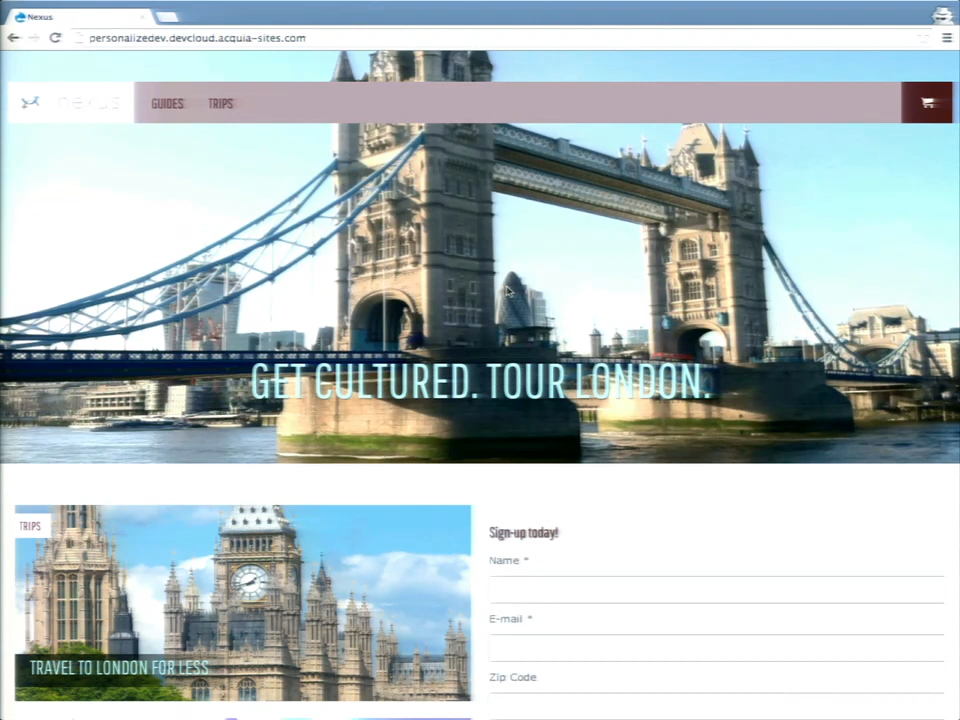 Nexus
personalizedev.devcloud.acquia-sites.com
nexus
GUIDES TRIPS
GET CULTURED. TOUR LONDON.
TRIPS
TRAVEL TO LONDON FOR LESS
Sign-up today!
Name *
E-mail *
Zip Code